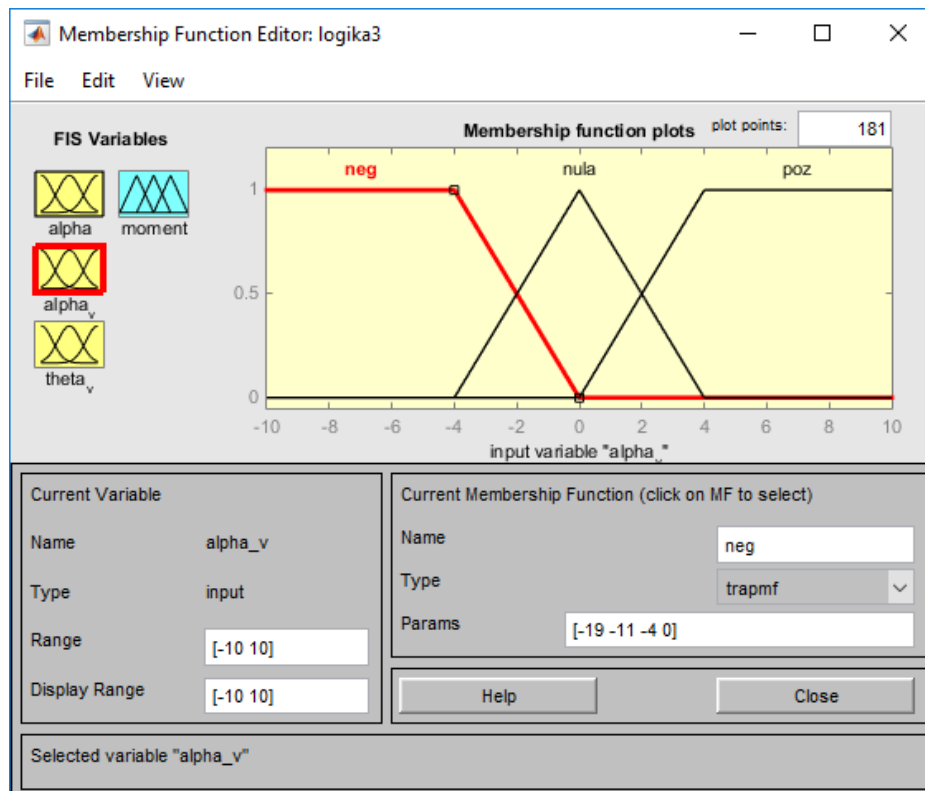 Membership Function Editor: logika3
File Edit View
FIS Variables
Membership function plots plot points: 181
alpha moment
alpha_v
theta_v
neg nula poz
1
0.5
0
-10 -8 -6 -4 -2 0 2 4 6 8 10
input variable "alpha_v"
Current Variable
Name alpha_v
Type input
Range [-10 10]
Display Range [-10 10]
Current Membership Function (click on MF to select)
Name neg
Type trapmf
Params [-19 -11 -4 0]
Help Close
Selected variable "alpha_v"